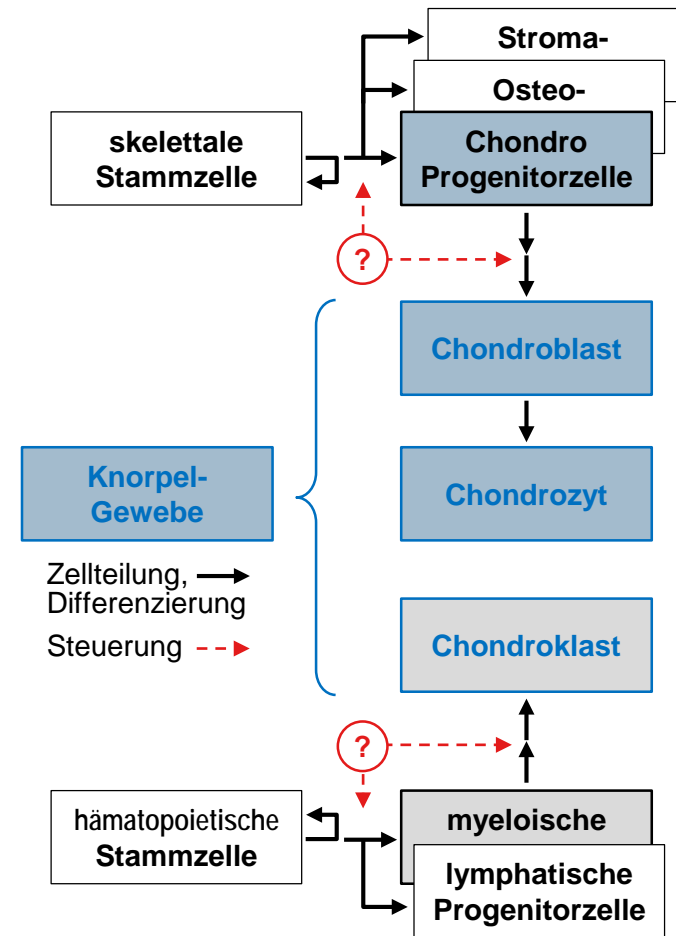 Stroma-
Osteo-
skelettale
Stammzelle
Chondro
Progenitorzelle
?
Chondroblast
Knorpel-
Gewebe
Chondrozyt
Zellteilung,
Differenzierung
Steuerung
Chondroklast
?
hämatopoietische
Stammzelle
myeloische
lymphatische
Progenitorzelle